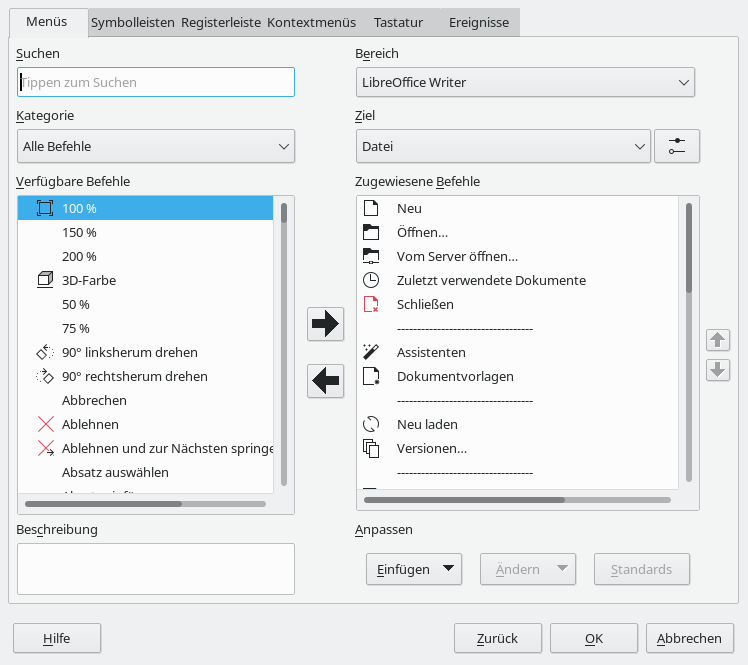 Menüs Symbolleisten Registerleiste Kontextmenüs Tastatur Ereignisse
Suchen
Tippen zum Suchen
Kategorie
Alle Befehle
Verfügbare Befehle
100 %
150 %
200 %
3D-Farbe
50 %
75 %
90° linksherum drehen
90° rechtsherum drehen
Abbrechen
Ablehnen
Ablehnen und zur Nächsten springe
Absatz auswählen
Beschreibung
Bereich
LibreOffice Writer
Ziel
Datei
Zugewiesene Befehle
Neu
Öffnen...
Vom Server öffnen...
Zuletzt verwendete Dokumente
Schließen
----------------------------------
Assistenten
Dokumentvorlagen
----------------------------------
Neu laden
Versionen...
----------------------------------
Anpassen
Einfügen Ändern Standards
Hilfe Zurück OK Abbrechen